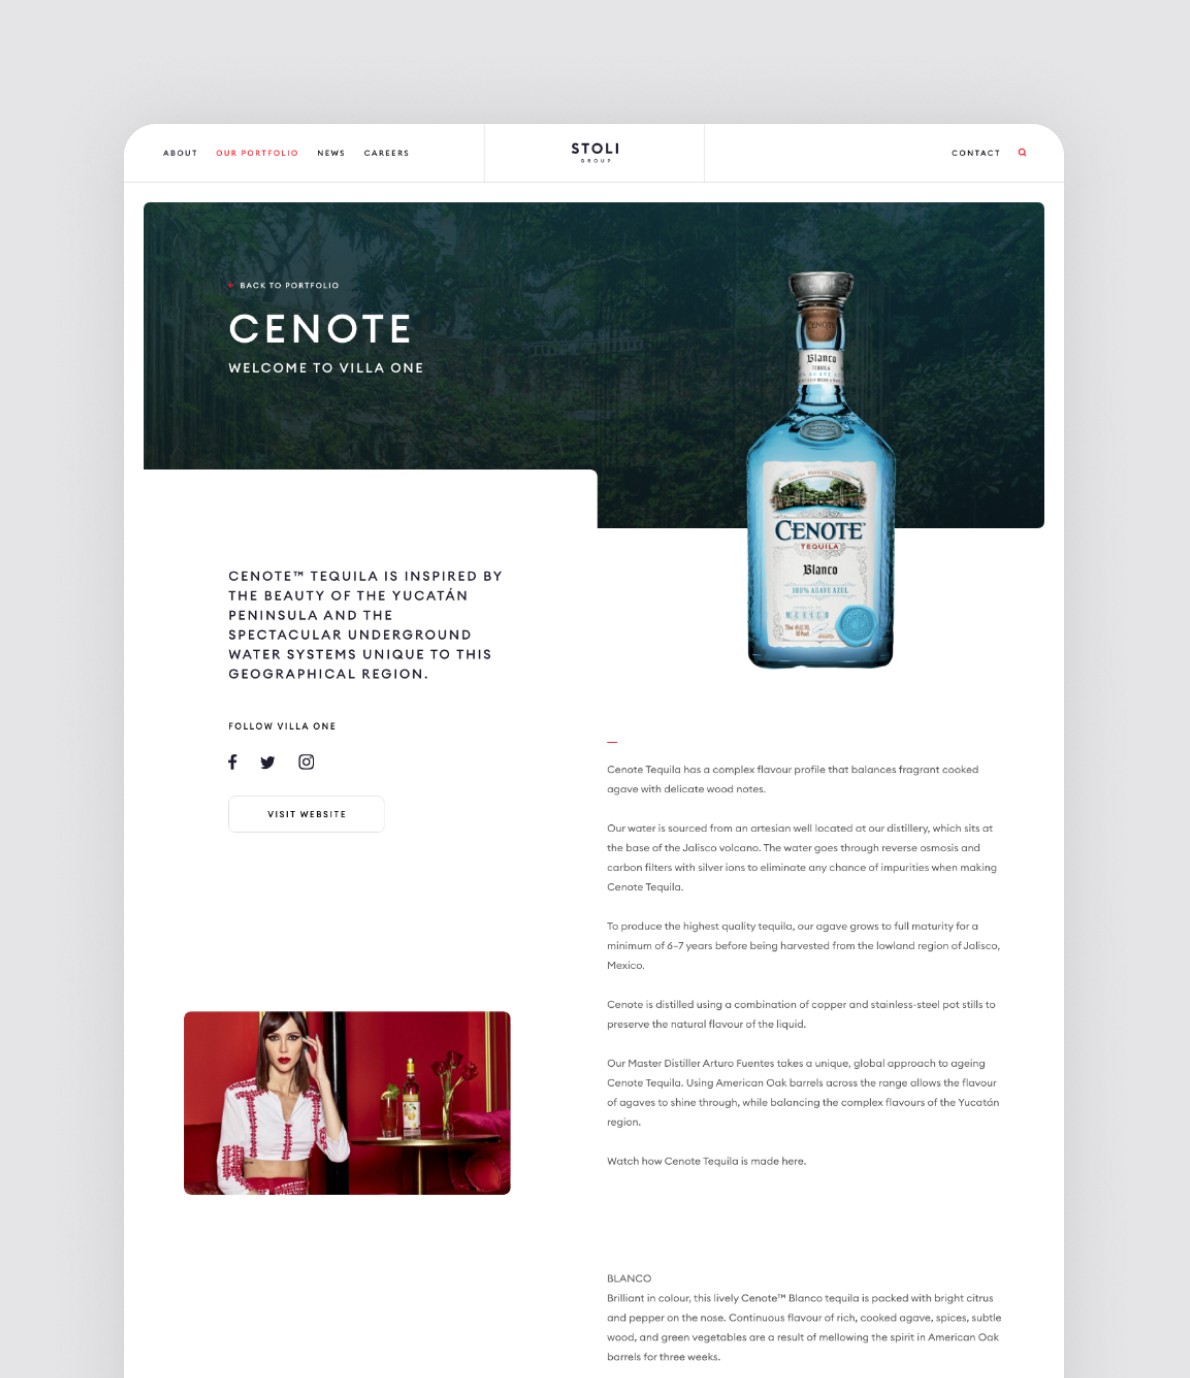 ABOUT
OUR PORTFOLIO
NEWS
CAREERS
STOLI
GROUP
CONTACT
BACK TO PORTFOLIO
CENOTE
WELCOME TO VILLA ONE
CENOTE
Blanco
TEQUILA
CENOTE™
TEQUILA
Blanco
100% AGAVE AZUL
MEXICO
CENOTE™ TEQUILA IS INSPIRED BY
THE BEAUTY OF THE YUCATÁN
PENINSULA AND THE
SPECTACULAR UNDERGROUND
WATER SYSTEMS UNIQUE TO THIS
GEOGRAPHICAL REGION.
FOLLOW VILLA ONE
VISIT WEBSITE
Cenote Tequila has a complex flavour profile that balances fragrant cooked
agave with delicate wood notes.
Our water is sourced from an artesian well located at our distillery, which sits at
the base of the Jalisco volcano. The water goes through reverse osmosis and
carbon filters with silver ions to eliminate any chance of impurities when making
Cenote Tequila.
To produce the highest quality tequila, our agave grows to full maturity for a
minimum of 6–7 years before being harvested from the lowland region of Jalisco,
Mexico.
Cenote is distilled using a combination of copper and stainless-steel pot stills to
preserve the natural flavour of the liquid.
Our Master Distiller Arturo Fuentes takes a unique, global approach to ageing
Cenote Tequila. Using American Oak barrels across the range allows the flavour
of agaves to shine through, while balancing the complex flavours of the Yucatán
region.
Watch how Cenote Tequila is made here.
BLANCO
Brilliant in colour, this lively Cenote™ Blanco tequila is packed with bright citrus
and pepper on the nose. Continuous flavour of rich, cooked agave, spices, subtle
wood, and green vegetables are a result of mellowing the spirit in American Oak
barrels for three weeks.